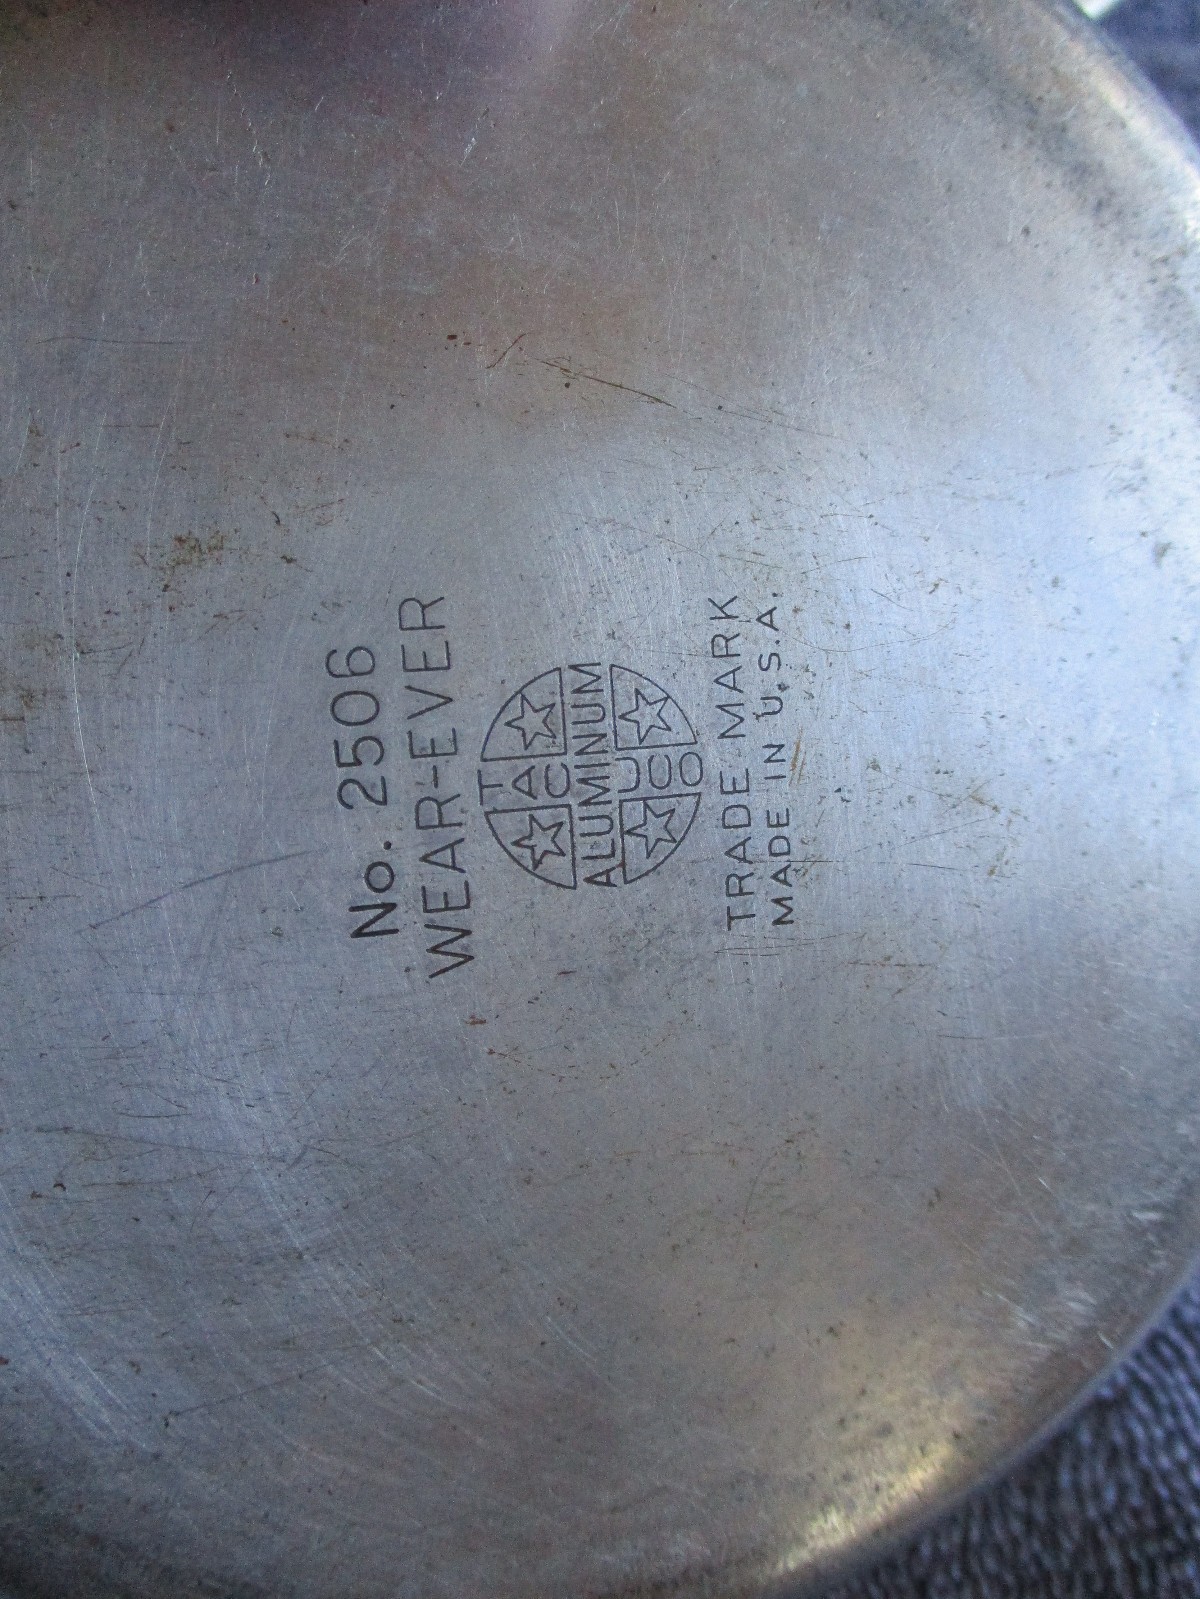 No. 2506
WEAR-EVER
T
A
C
ALUMINUM
U
C
O
TRADE MARK
MADE IN U.S.A.